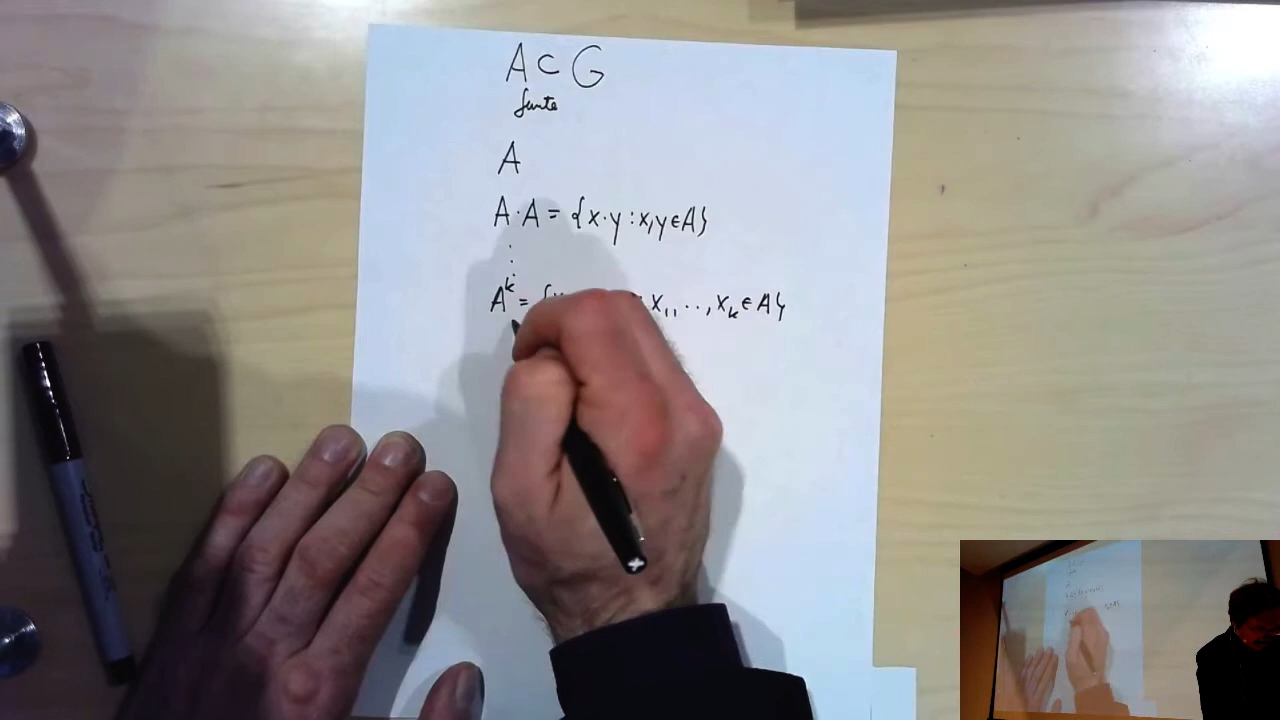 A ⊂ G
finite
A
A · A = {x · y : x, y ∈ A}
⋮
A^k = { : x₁, .., x_k ∈ A}